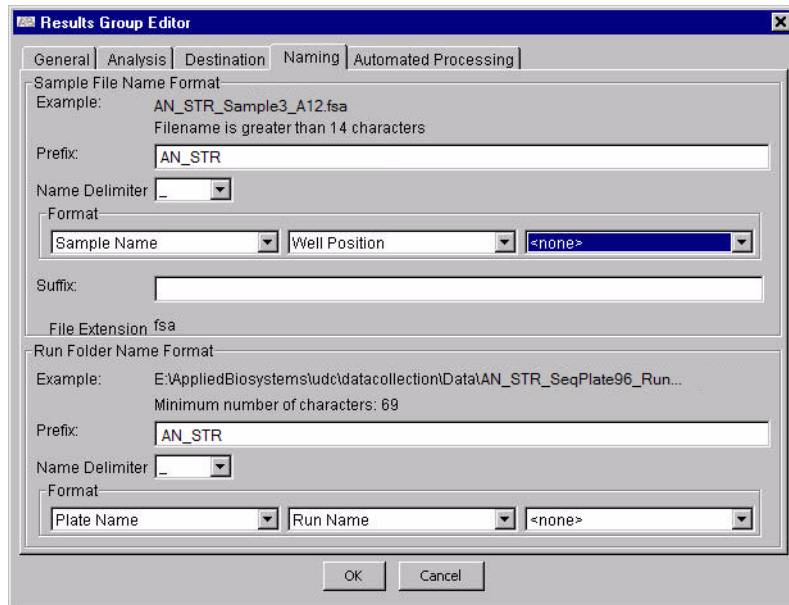 Results Group Editor
General Analysis Destination Naming Automated Processing
Sample File Name Format
Example: AN_STR_Sample3_A12.fsa
Filename is greater than 14 characters
Prefix: AN_STR
Name Delimiter _
Format
Sample Name Well Position <none>
Suffix:
File Extension fsa
Run Folder Name Format
Example: E:\AppliedBiosystems\udc\datacollection\Data\AN_STR_SeqPlate96_Run...
Minimum number of characters: 69
Prefix: AN_STR
Name Delimiter _
Format
Plate Name Run Name <none>
OK Cancel